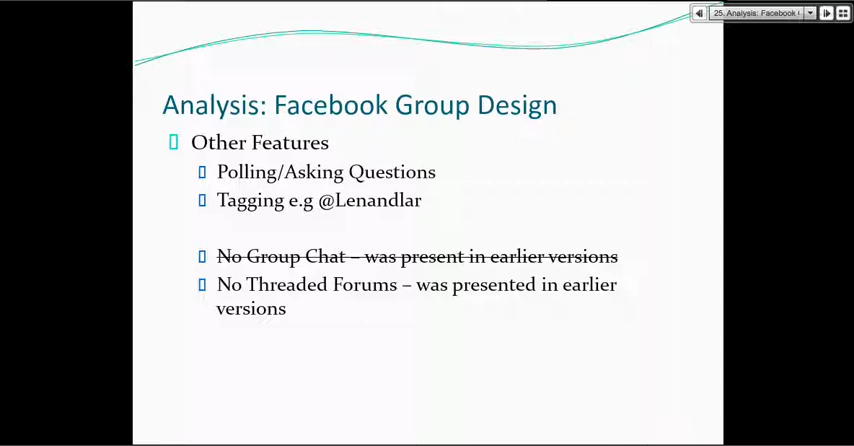 25. Analysis: Facebook
Analysis: Facebook Group Design
Other Features
Polling/Asking Questions
Tagging e.g @Lenandlar
No Group Chat – was present in earlier versions
No Threaded Forums – was presented in earlier
versions